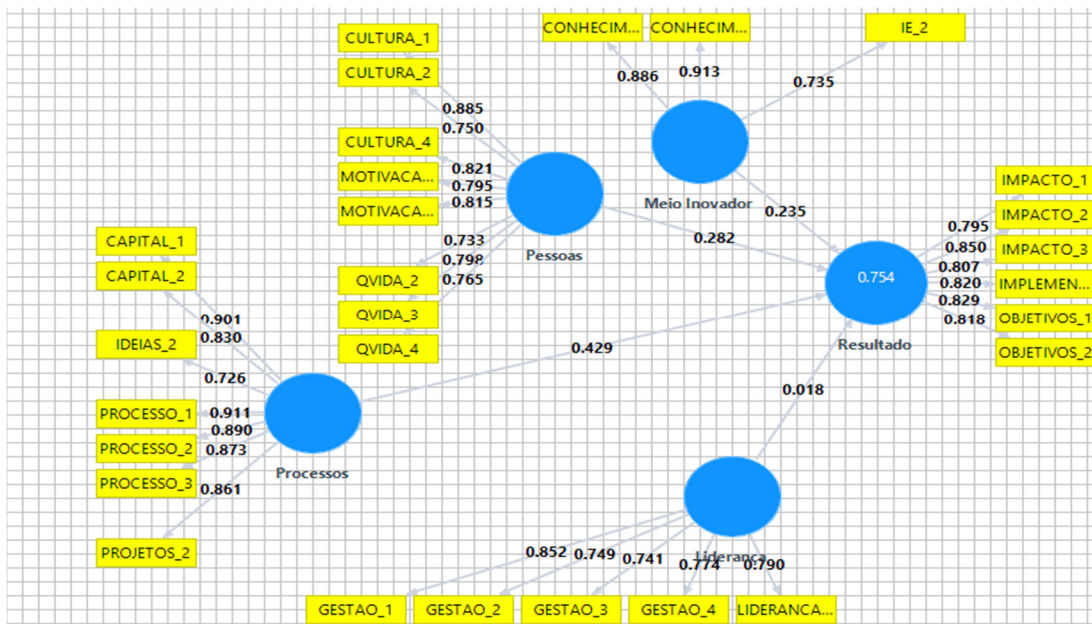 CULTURA_1
CULTURA_2
CULTURA_4
MOTIVACA...
MOTIVACA...
QVIDA_2
QVIDA_3
QVIDA_4
0.885
0.750
0.821
0.795
0.815
0.733
0.798
0.765
Pessoas
CONHECIM...
CONHECIM...
IE_2
0.886
0.913
0.735
Meio Inovador
0.235
0.282
0.429
0.018
0.754
Resultado
0.795
0.850
0.807
0.820
0.829
0.818
IMPACTO_1
IMPACTO_2
IMPACTO_3
IMPLEMEN...
OBJETIVOS_1
OBJETIVOS_2
CAPITAL_1
CAPITAL_2
IDEIAS_2
PROCESSO_1
PROCESSO_2
PROCESSO_3
PROJETOS_2
0.901
0.830
0.726
0.911
0.890
0.873
0.861
Processos
Liderança
0.852
0.749
0.741
0.774
0.790
GESTAO_1
GESTAO_2
GESTAO_3
GESTAO_4
LIDERANCA...